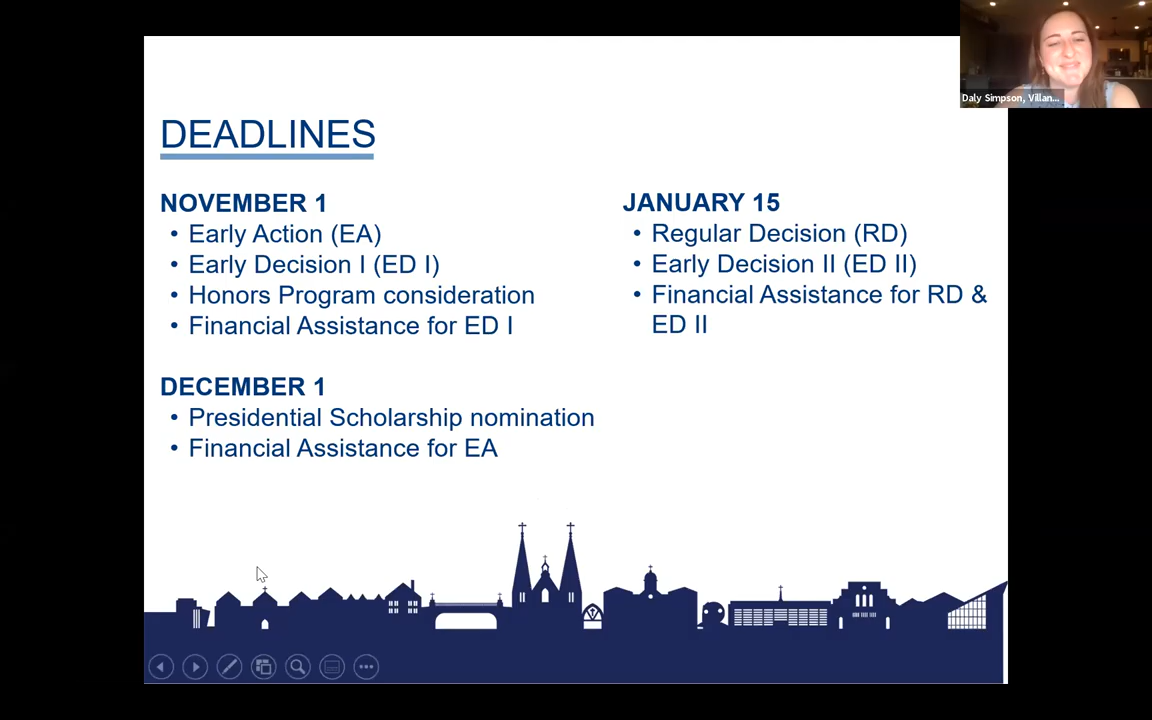 DEADLINES
NOVEMBER 1
• Early Action (EA)
• Early Decision I (ED I)
• Honors Program consideration
• Financial Assistance for ED I
DECEMBER 1
• Presidential Scholarship nomination
• Financial Assistance for EA
JANUARY 15
• Regular Decision (RD)
• Early Decision II (ED II)
• Financial Assistance for RD &
ED II
Daly Simpson, Villan...